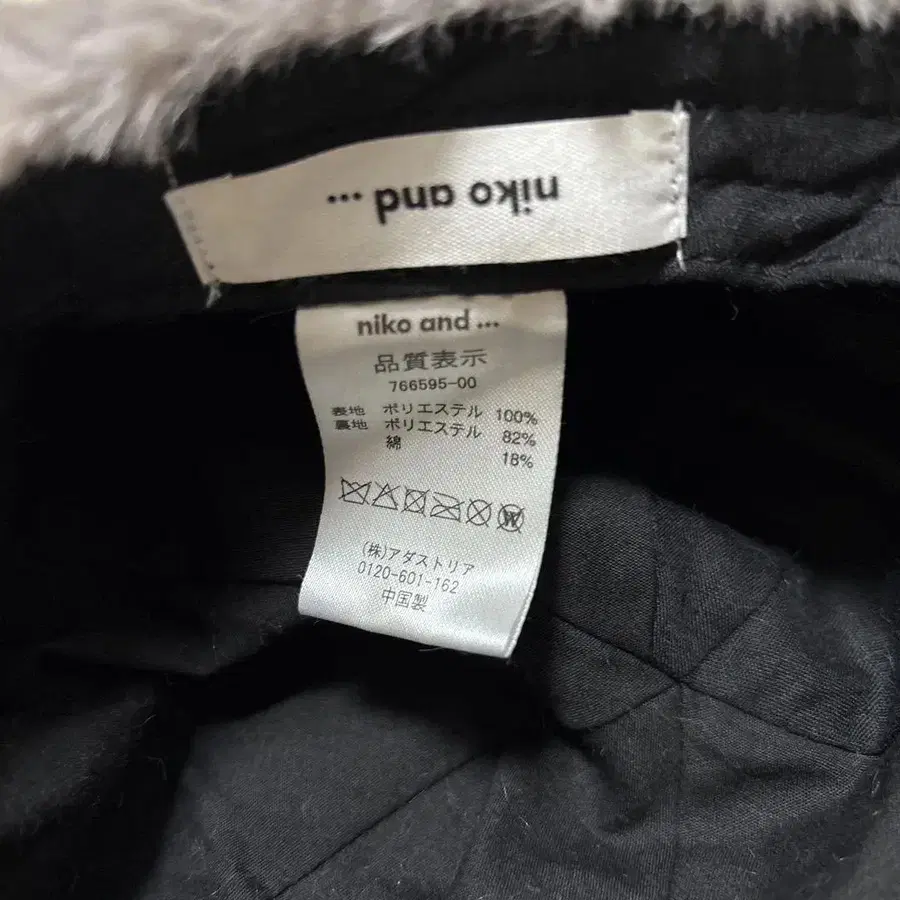 niko and ...
niko and ...
品質表示
766595-00
表地 ポリエステル 100%
裏地 ポリエステル 82%
綿 18%
(株)アダストリア
0120-601-162
中国製